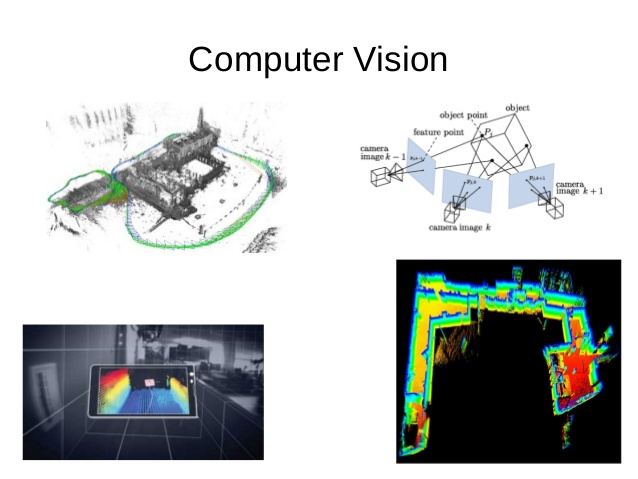 Computer Vision
object
object point
feature point
camera
image k − 1
camera
image k + 1
camera image k